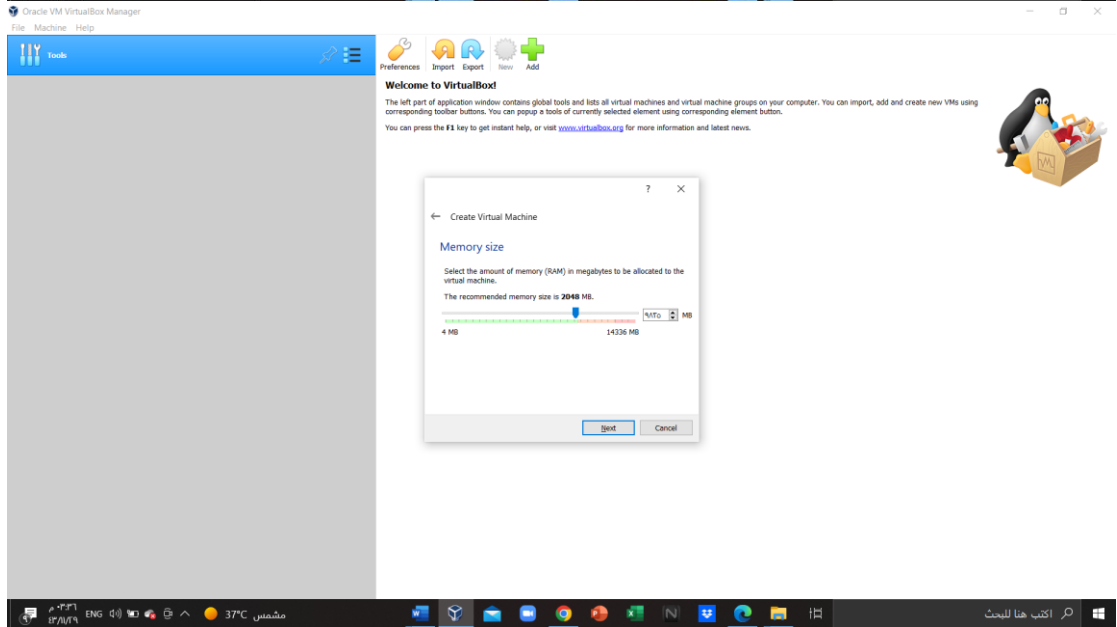 Oracle VM VirtualBox Manager
File Machine Help
Tools
Preferences Import Export New Add
Welcome to VirtualBox!
The left part of application window contains global tools and lists all virtual machines and virtual machine groups on your computer. You can import, add and create new VMs using
corresponding toolbar buttons. You can popup a tools of currently selected element using corresponding element button.
You can press the F1 key to get instant help, or visit www.virtualbox.org for more information and latest news.
?
Create Virtual Machine
Memory size
Select the amount of memory (RAM) in megabytes to be allocated to the
virtual machine.
The recommended memory size is 2048 MB.
٩٨٢٥ MB
4 MB 14336 MB
Next Cancel
ENG 37°C مشمس
اكتب هنا للبحث